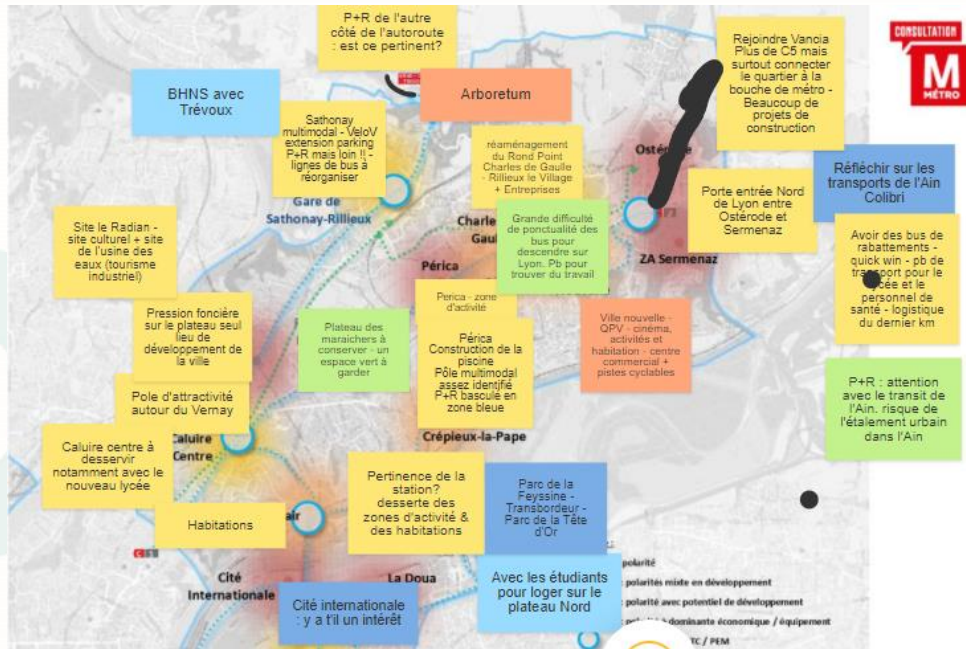 P+R de l'autre
côté de l'autoroute
: est ce pertinent?
CONSULTATION
M
MÉTRO
Rejoindre Vancia
Plus de C5 mais
surtout connecter
le quartier à la
bouche de métro -
Beaucoup de
projets de
construction
BHNS avec
Trévoux
Arboretum
Sathonay
multimodal - VeloV
extension parking
P+R mais loin !! -
lignes de bus à
réorganiser
réaménagement
du Rond Point
Charles de Gaulle
- Rillieux le Village
+ Entreprises
Réfléchir sur les
transports de l'Ain
Colibri
Gare de
Sathonay-Rillieux
Porte entrée Nord
de Lyon entre
Ostérode et
Sermenaz
Grande difficulté
de ponctualité des
bus pour
descendre sur
Lyon. Pb pour
trouver du travail
Site le Radian -
site culturel + site
de l'usine des
eaux (tourisme
industriel)
Avoir des bus de
rabattements -
quick win - pb de
transport pour le
lycée et le
personnel de
santé - logistique
du dernier km
Périca
ZA Sermenaz
Perica - zone
d'activité
Pression foncière
sur le plateau seul
lieu de
développement de
la ville
Plateau des
maraichers à
conserver - un
espace vert à
garder
Ville nouvelle -
QPV - cinéma,
activités et
habitation - centre
commercial +
pistes cyclables
Périca
Construction de la
piscine
Pôle multimodal
assez identifié
P+R basculé en
zone bleue
P+R : attention
avec le transit de
l'Ain. risque de
l'étalement urbain
dans l'Ain
Pole d'attractivité
autour du Vernay
Caluire
Centre
Crépieux-la-Pape
Caluire centre à
desservir
notamment avec le
nouveau lycée
Pertinence de la
station?
desserte des
zones d'activité &
des habitations
Parc de la
Feyssine -
Transbordeur -
Parc de la Tête
d'Or
Habitations
Cité
Internationale
La Doua
Avec les étudiants
pour loger sur le
plateau Nord
Cité internationale
: y a t'il un intérêt
polarité
polarités mixte en développement
polarité avec potentiel de développement
à dominante économique / équipement
TC / PEM